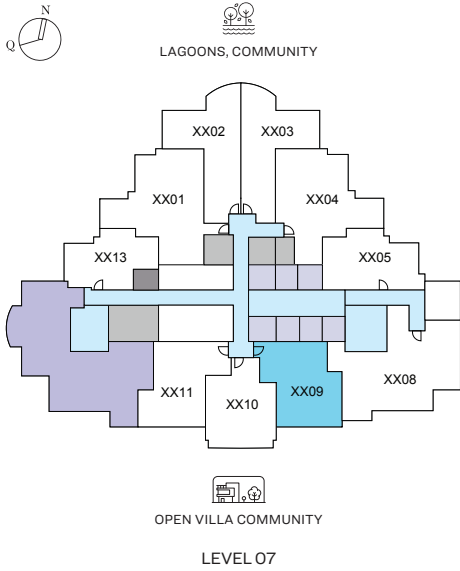 N
Q
LAGOONS, COMMUNITY
XX02
XX03
XX01
XX04
XX13
XX05
XX11
XX10
XX09
XX08
OPEN VILLA COMMUNITY
LEVEL 07